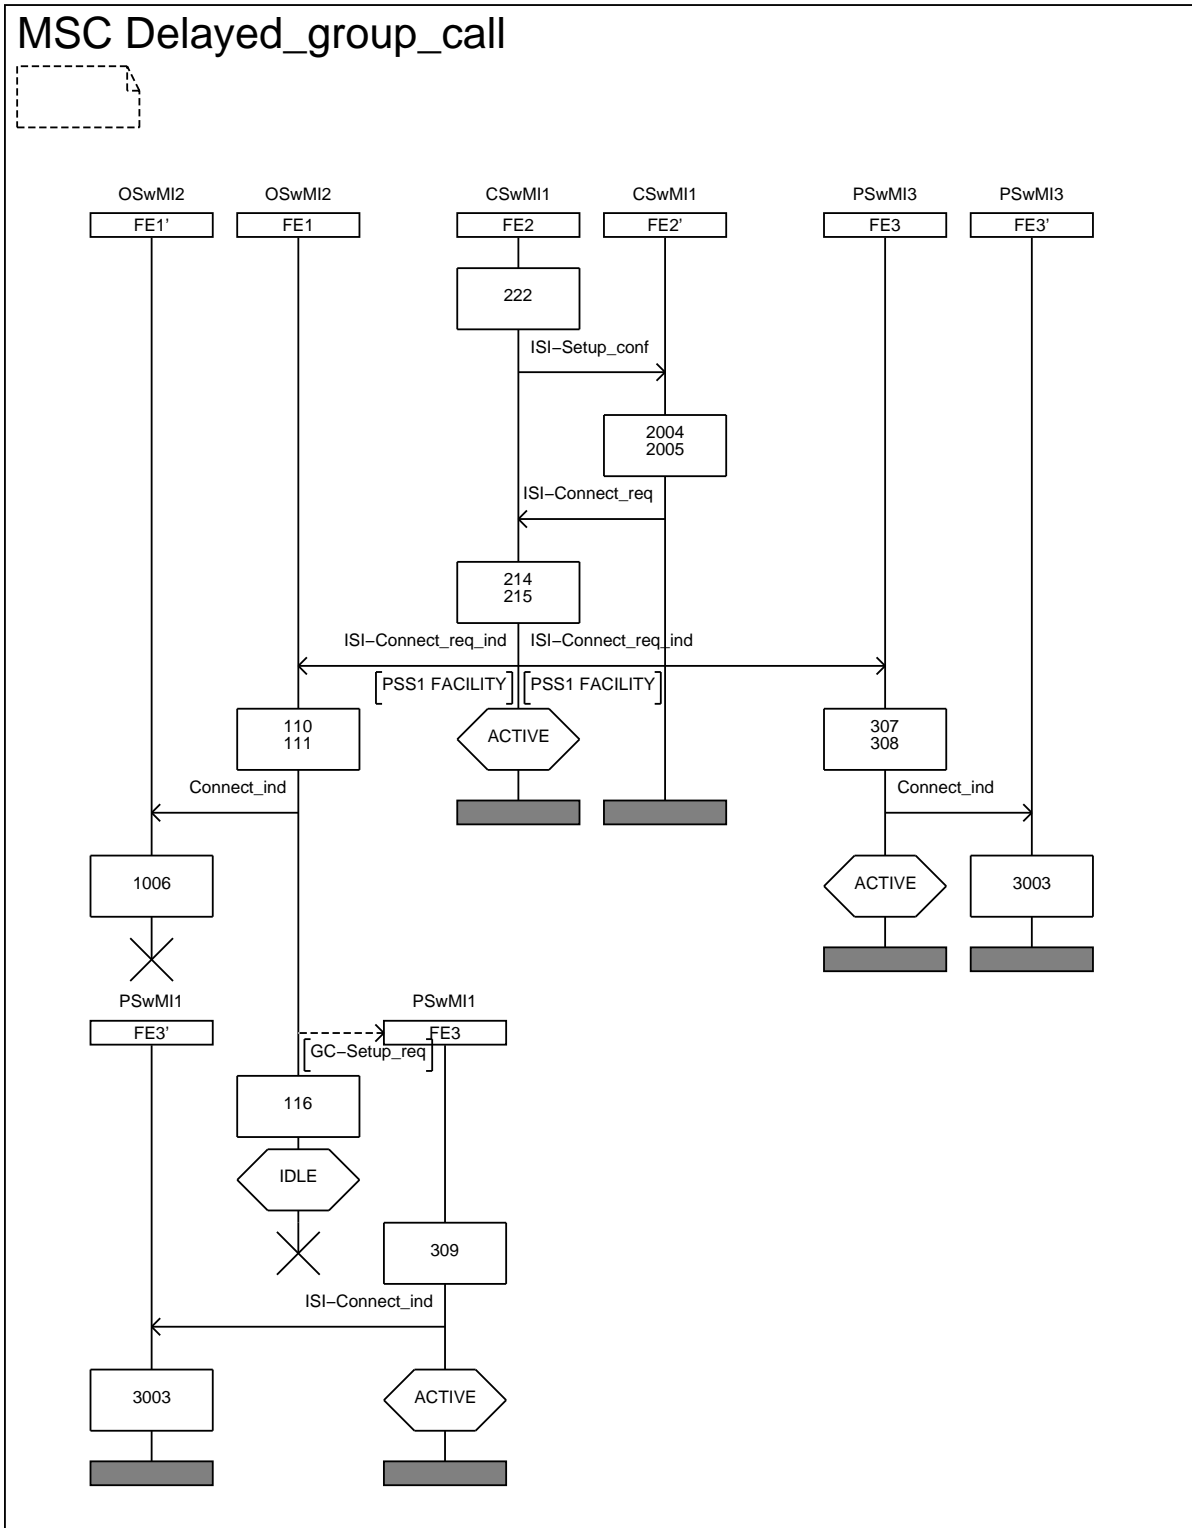 MSC Delayed_group_call
OSwMI2 OSwMI2 CSwMI1 CSwMI1 PSwMI3 PSwMI3
FE1' FE1 FE2 FE2' FE3 FE3'
222
ISI−Setup_conf
2004
2005
ISI−Connect_req
214
215
ISI−Connect_req_ind ISI−Connect_req_ind
PSS1 FACILITY PSS1 FACILITY
110
111
ACTIVE
307
308
Connect_ind Connect_ind
1006 ACTIVE 3003
PSwMI1 PSwMI1
FE3' FE3
GC−Setup_req
116
IDLE
309
ISI−Connect_ind
3003 ACTIVE